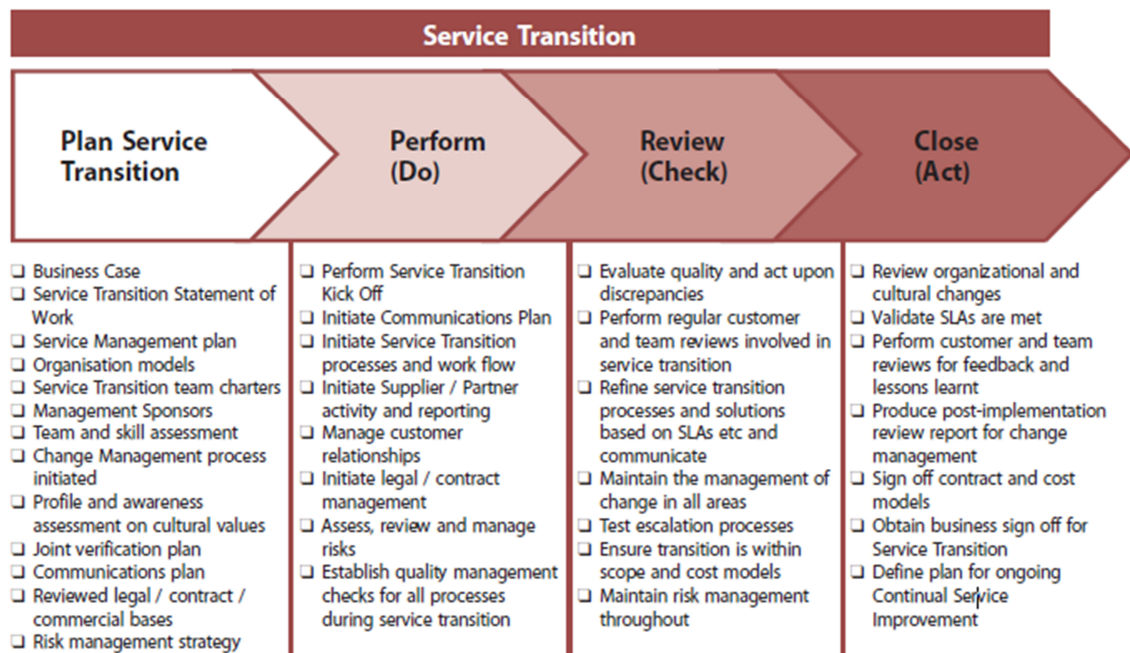 Service Transition
Plan Service
Transition
Perform
(Do)
Review
(Check)
Close
(Act)
❑ Business Case
❑ Service Transition Statement of
Work
❑ Service Management plan
❑ Organisation models
❑ Service Transition team charters
❑ Management Sponsors
❑ Team and skill assessment
❑ Change Management process
initiated
❑ Profile and awareness
assessment on cultural values
❑ Joint verification plan
❑ Communications plan
❑ Reviewed legal / contract /
commercial bases
❑ Risk management strategy
❑ Perform Service Transition
Kick Off
❑ Initiate Communications Plan
❑ Initiate Service Transition
processes and work flow
❑ Initiate Supplier / Partner
activity and reporting
❑ Manage customer
relationships
❑ Initiate legal / contract
management
❑ Assess, review and manage
risks
❑ Establish quality management
checks for all processes
during service transition
❑ Evaluate quality and act upon
discrepancies
❑ Perform regular customer
and team reviews involved in
service transition
❑ Refine service transition
processes and solutions
based on SLAs etc and
communicate
❑ Maintain the management of
change in all areas
❑ Test escalation processes
❑ Ensure transition is within
scope and cost models
❑ Maintain risk management
throughout
❑ Review organizational and
cultural changes
❑ Validate SLAs are met
❑ Perform customer and team
reviews for feedback and
lessons learnt
❑ Produce post-implementation
review report for change
management
❑ Sign off contract and cost
models
❑ Obtain business sign off for
Service Transition
❑ Define plan for ongoing
Continual Service
Improvement